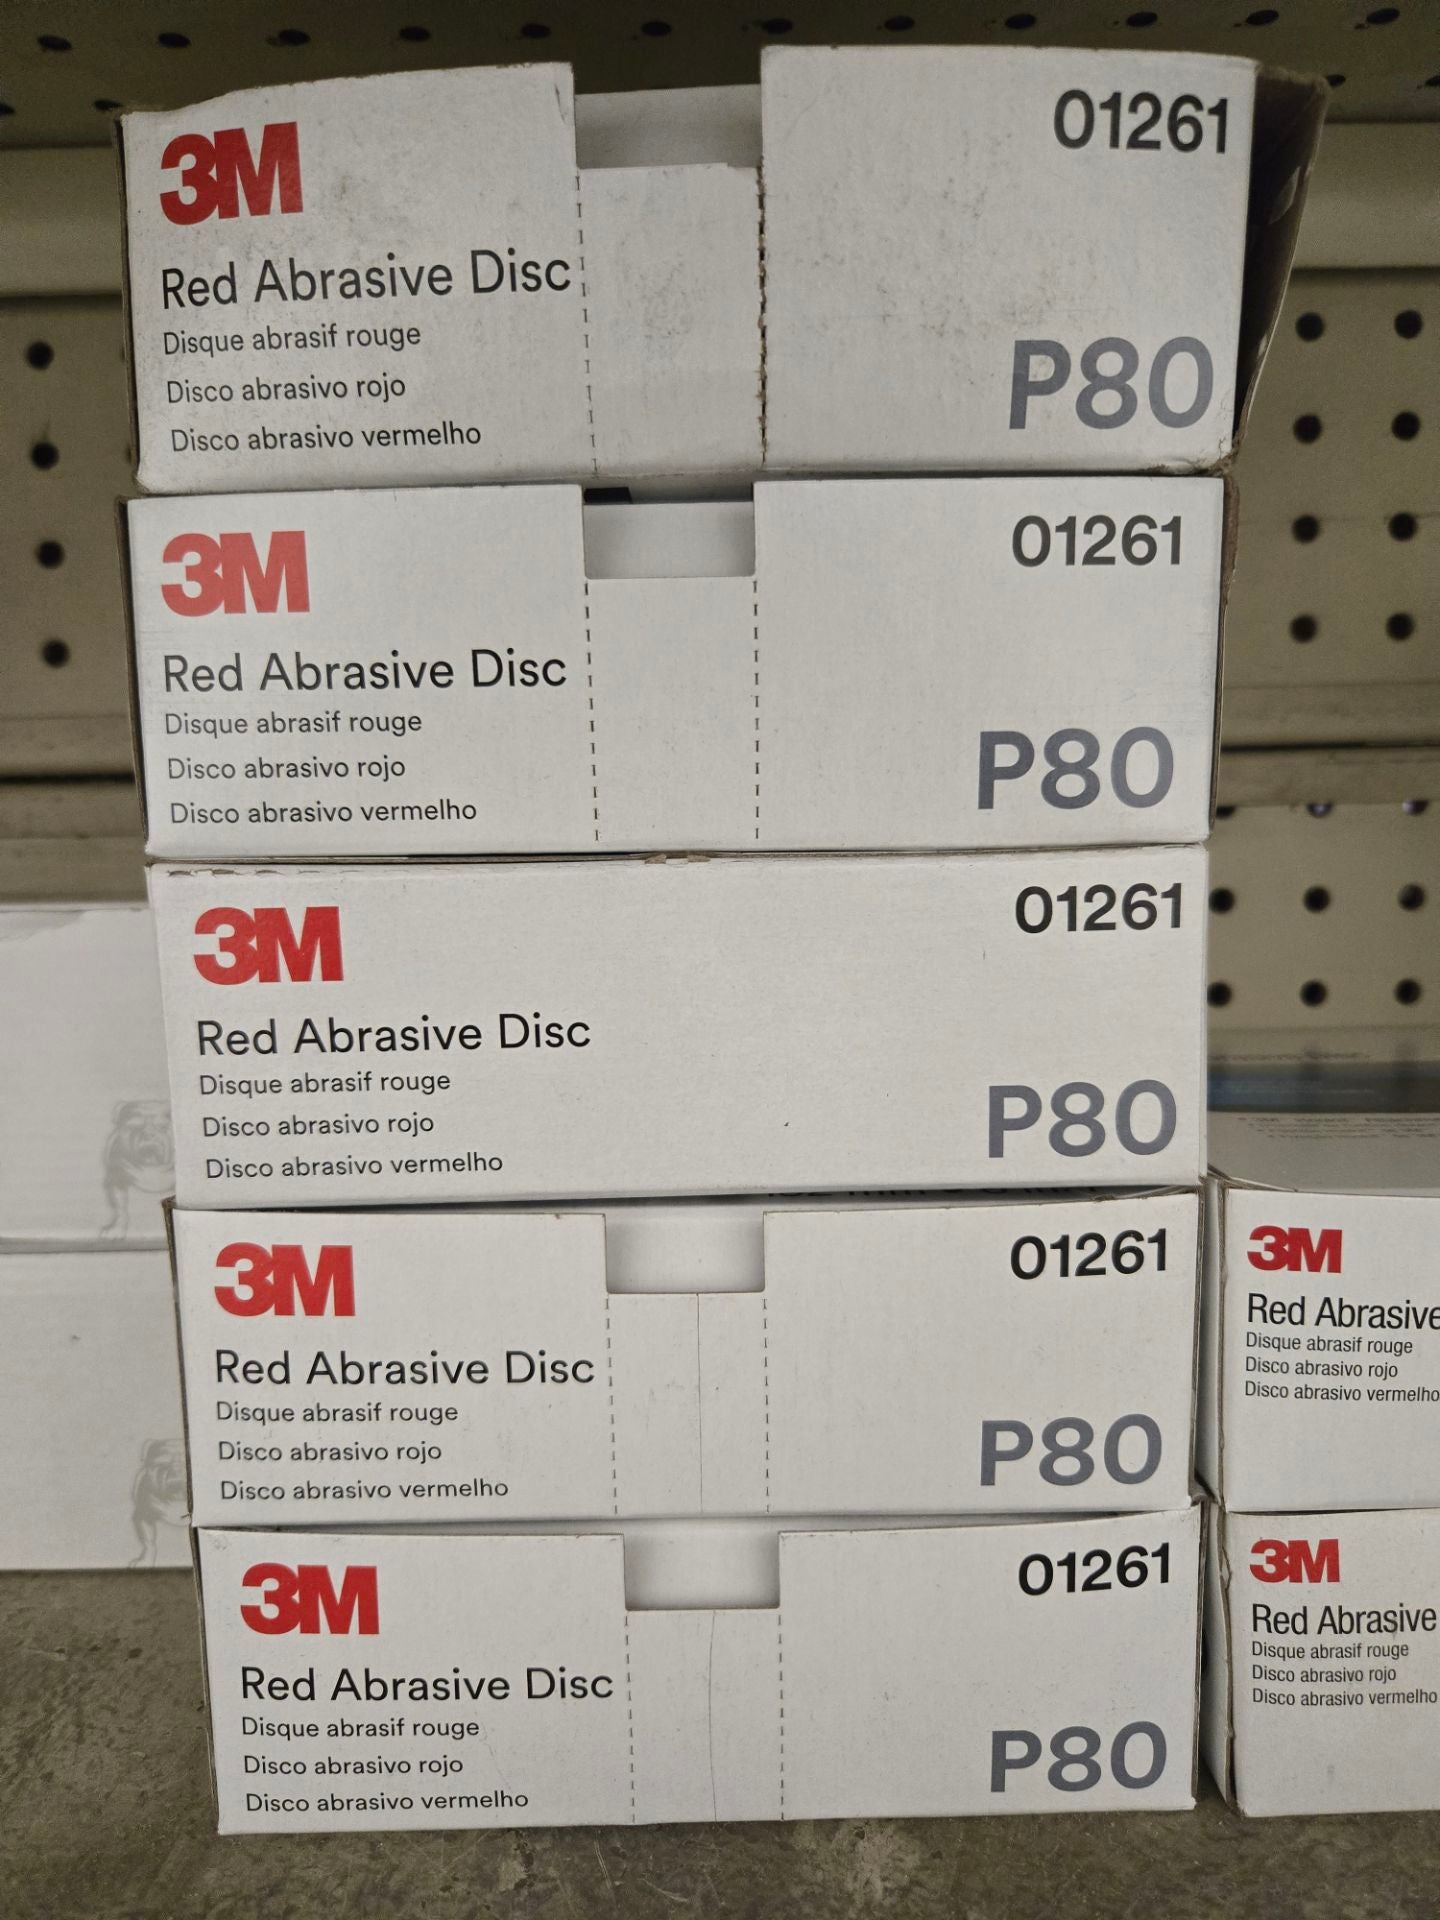 3M
01261
Red Abrasive Disc
Disque abrasif rouge
Disco abrasivo rojo
Disco abrasivo vermelho
P80
3M
01261
Red Abrasive Disc
Disque abrasif rouge
Disco abrasivo rojo
Disco abrasivo vermelho
P80
3M
01261
Red Abrasive Disc
Disque abrasif rouge
Disco abrasivo rojo
Disco abrasivo vermelho
P80
3M
01261
Red Abrasive Disc
Disque abrasif rouge
Disco abrasivo rojo
Disco abrasivo vermelho
P80
3M
01261
Red Abrasive Disc
Disque abrasif rouge
Disco abrasivo rojo
Disco abrasivo vermelho
P80
3M
Red Abrasive
Disque abrasif rouge
Disco abrasivo rojo
Disco abrasivo vermelho
3M
Red Abrasive
Disque abrasif rouge
Disco abrasivo rojo
Disco abrasivo vermelho